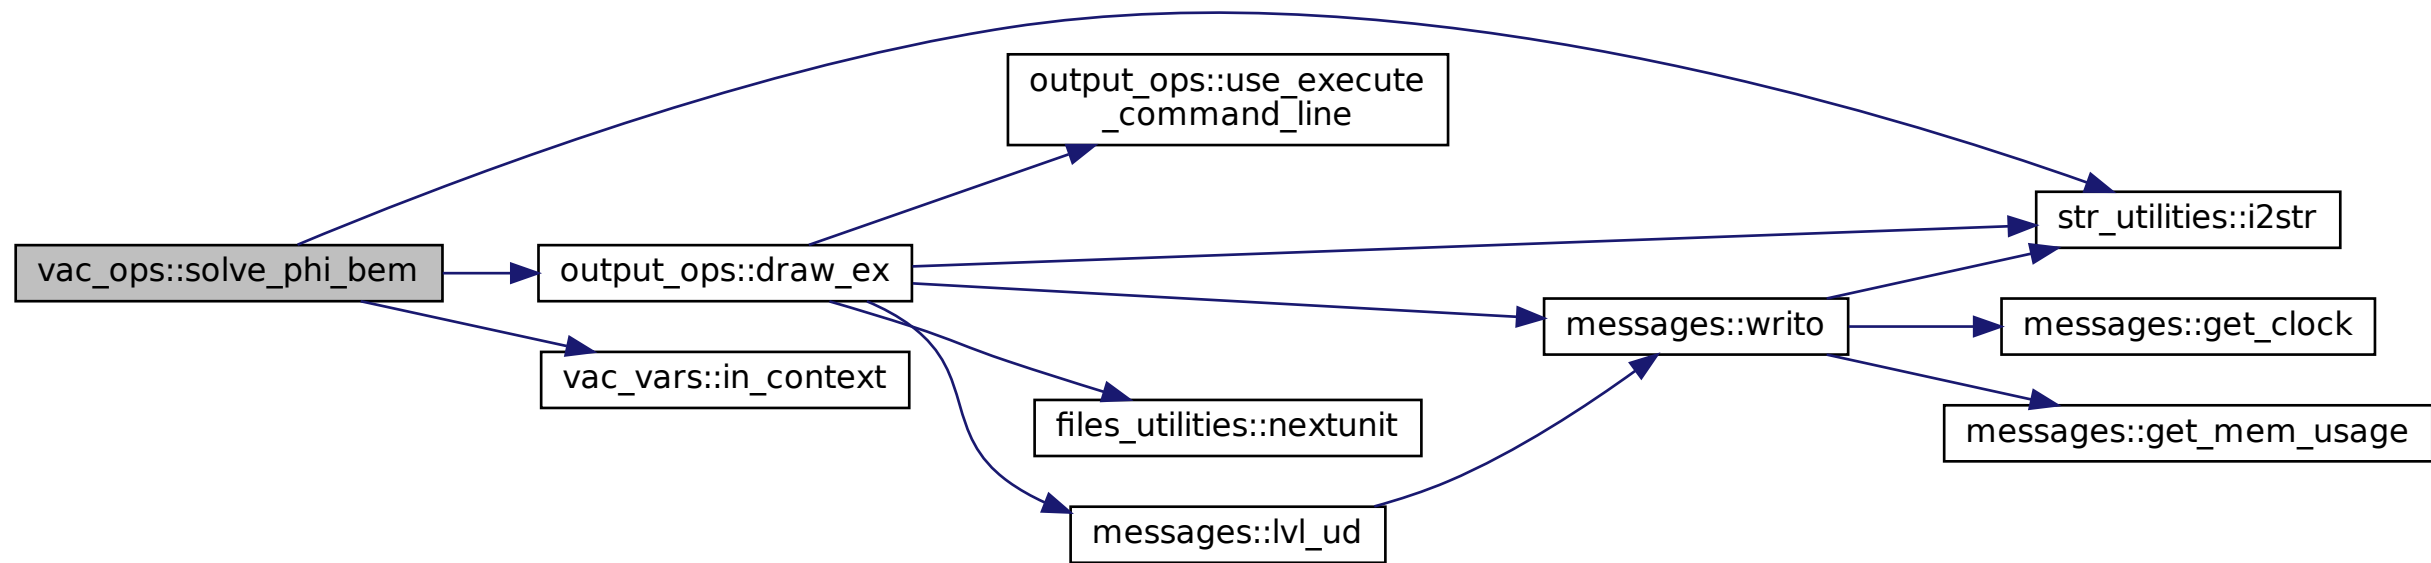 output_ops::use_execute
_command_line
str_utilities::i2str
vac_ops::solve_phi_bem
output_ops::draw_ex
messages::writo
messages::get_clock
vac_vars::in_context
files_utilities::nextunit
messages::get_mem_usage
messages::lvl_ud